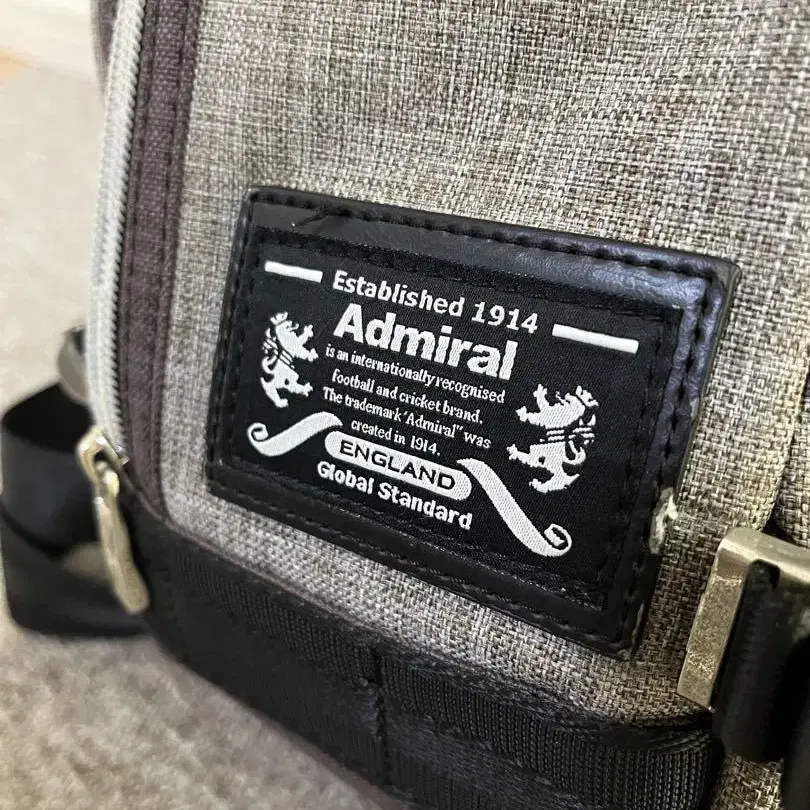 Established 1914
Admiral
is an internationally recognised
football and cricket brand.
The trademark "Admiral" was
created in 1914.
ENGLAND
Global Standard